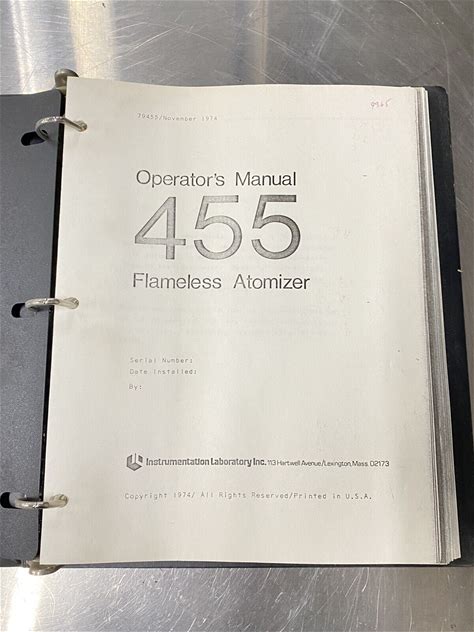 79455/November 1974
Operator's Manual
455
Flameless Atomizer
Serial Number:
Date Installed:
By:
Instrumentation Laboratory Inc. 113 Hartwell Avenue/Lexington, Mass. 02173
Copyright 1974/ All Rights Reserved/Printed in U.S.A.